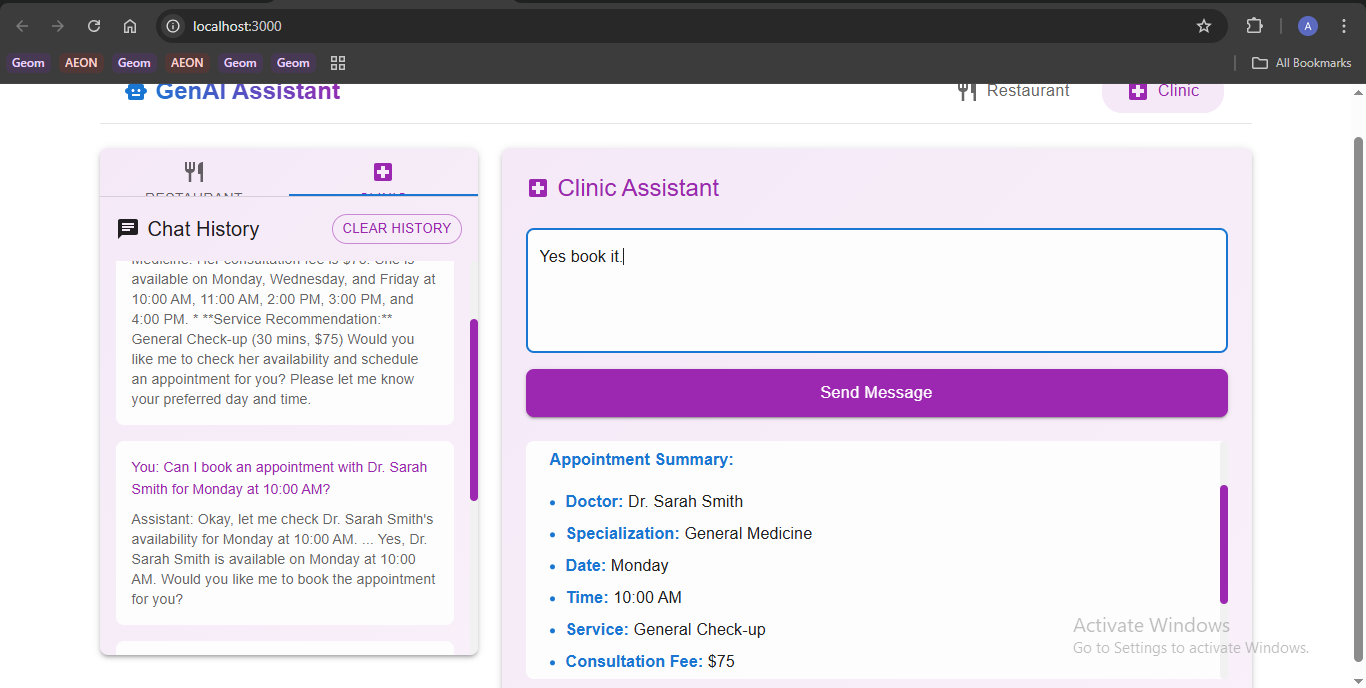 localhost:3000
A
Geom
AEON
Geom
AEON
Geom
Geom
All Bookmarks
GenAI Assistant
Restaurant
Clinic
RESTAURANT
CLINIC
Chat History
CLEAR HISTORY
Medicine. Her consultation fee is $75. She is
available on Monday, Wednesday, and Friday at
10:00 AM, 11:00 AM, 2:00 PM, 3:00 PM, and
4:00 PM. * **Service Recommendation:**
General Check-up (30 mins, $75) Would you
like me to check her availability and schedule
an appointment for you? Please let me know
your preferred day and time.
You: Can I book an appointment with Dr. Sarah
Smith for Monday at 10:00 AM?
Assistant: Okay, let me check Dr. Sarah Smith's
availability for Monday at 10:00 AM. ... Yes, Dr.
Sarah Smith is available on Monday at 10:00
AM. Would you like me to book the appointment
for you?
Clinic Assistant
Yes book it.
Send Message
Appointment Summary:
• Doctor: Dr. Sarah Smith
• Specialization: General Medicine
• Date: Monday
• Time: 10:00 AM
• Service: General Check-up
• Consultation Fee: $75
Activate Windows
Go to Settings to activate Windows.